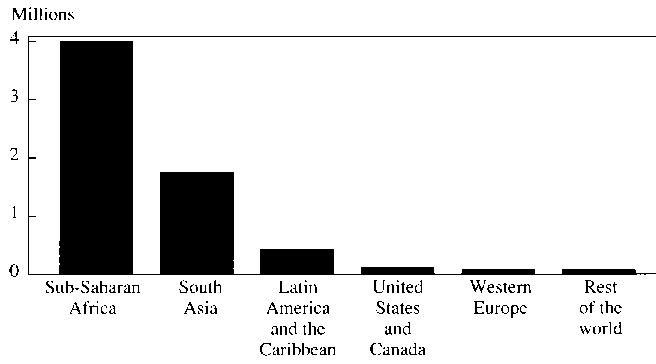 Millions
4
3
2
1
0
Sub-Saharan
Africa
South
Asia
Latin
America
and the
Caribbean
United
States
and
Canada
Western
Europe
Rest
of the
world